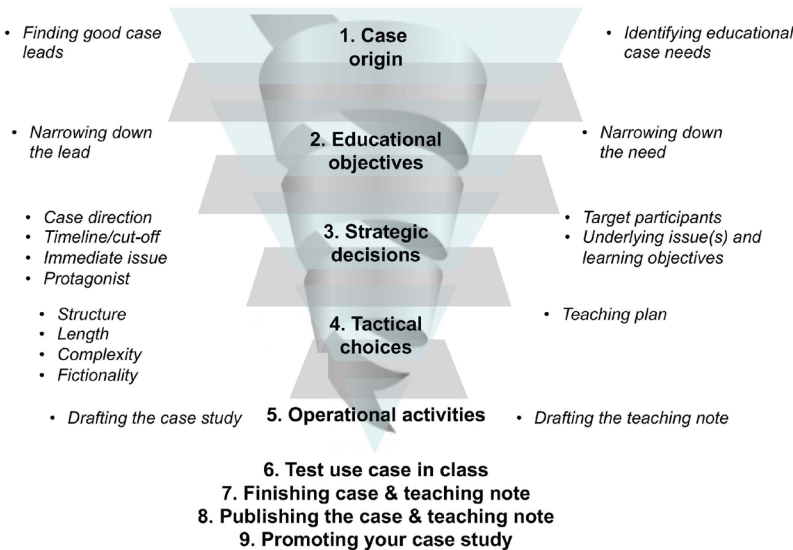 • Finding good case
leads
1. Case
origin
• Identifying educational
case needs
• Narrowing down
the lead
2. Educational
objectives
• Narrowing down
the need
• Case direction
• Timeline/cut-off
• Immediate issue
• Protagonist
3. Strategic
decisions
• Target participants
• Underlying issue(s) and
learning objectives
• Structure
• Length
• Complexity
• Fictionality
4. Tactical
choices
• Teaching plan
• Drafting the case study
5. Operational activities
• Drafting the teaching note
6. Test use case in class
7. Finishing case & teaching note
8. Publishing the case & teaching note
9. Promoting your case study